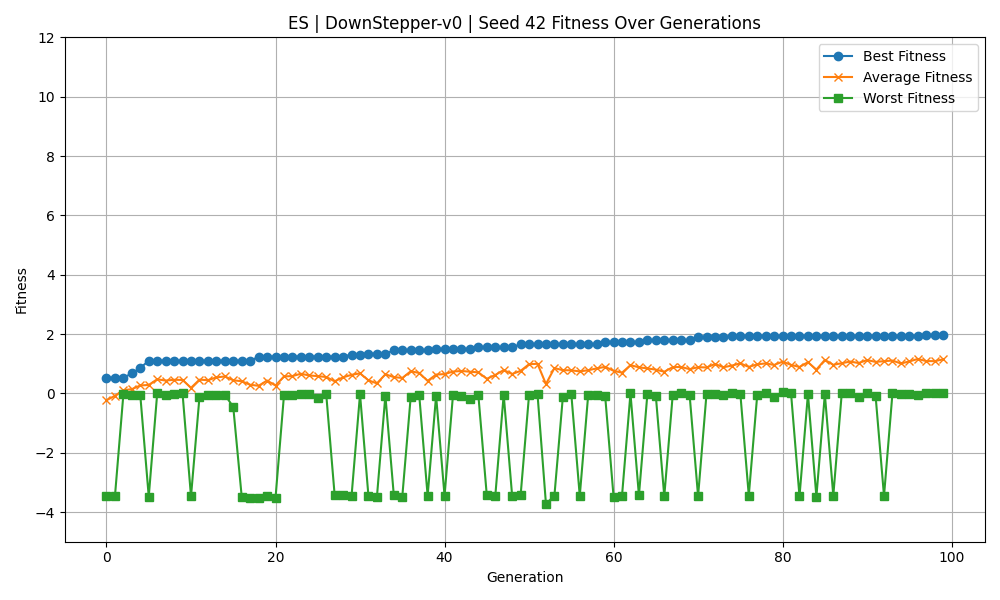 ES | DownStepper-v0 | Seed 42 Fitness Over Generations
Best Fitness
Average Fitness
Worst Fitness
12
10
8
6
4
2
0
−2
−4
Fitness
0
20
40
60
80
100
Generation